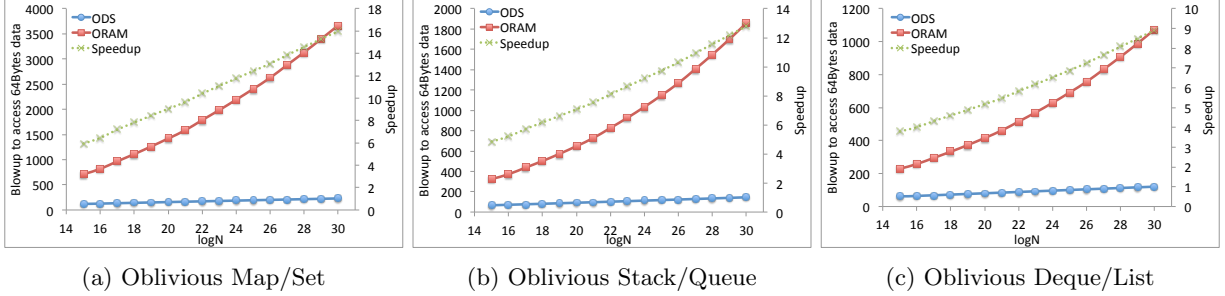 Blowup to access 64Bytes data
4000
3500
3000
2500
2000
1500
1000
500
0
ODS
ORAM
Speedup
18
16
14
12
10
8
6
4
2
0
Speedup
14 16 18 20 22 24 26 28 30
logN
(a) Oblivious Map/Set
Blowup to access 64Bytes data
2000
1800
1600
1400
1200
1000
800
600
400
200
0
ODS
ORAM
Speedup
14
12
10
8
6
4
2
0
Speedup
14 16 18 20 22 24 26 28 30
logN
(b) Oblivious Stack/Queue
Blowup to access 64Bytes data
1200
1000
800
600
400
200
0
ODS
ORAM
Speedup
10
9
8
7
6
5
4
3
2
1
0
Speedup
14 16 18 20 22 24 26 28 30
logN
(c) Oblivious Deque/List